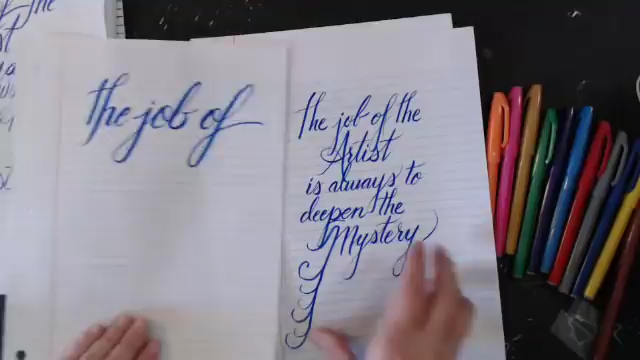 the job of
the job of the
Artist
is always to
deepen the
Mystery